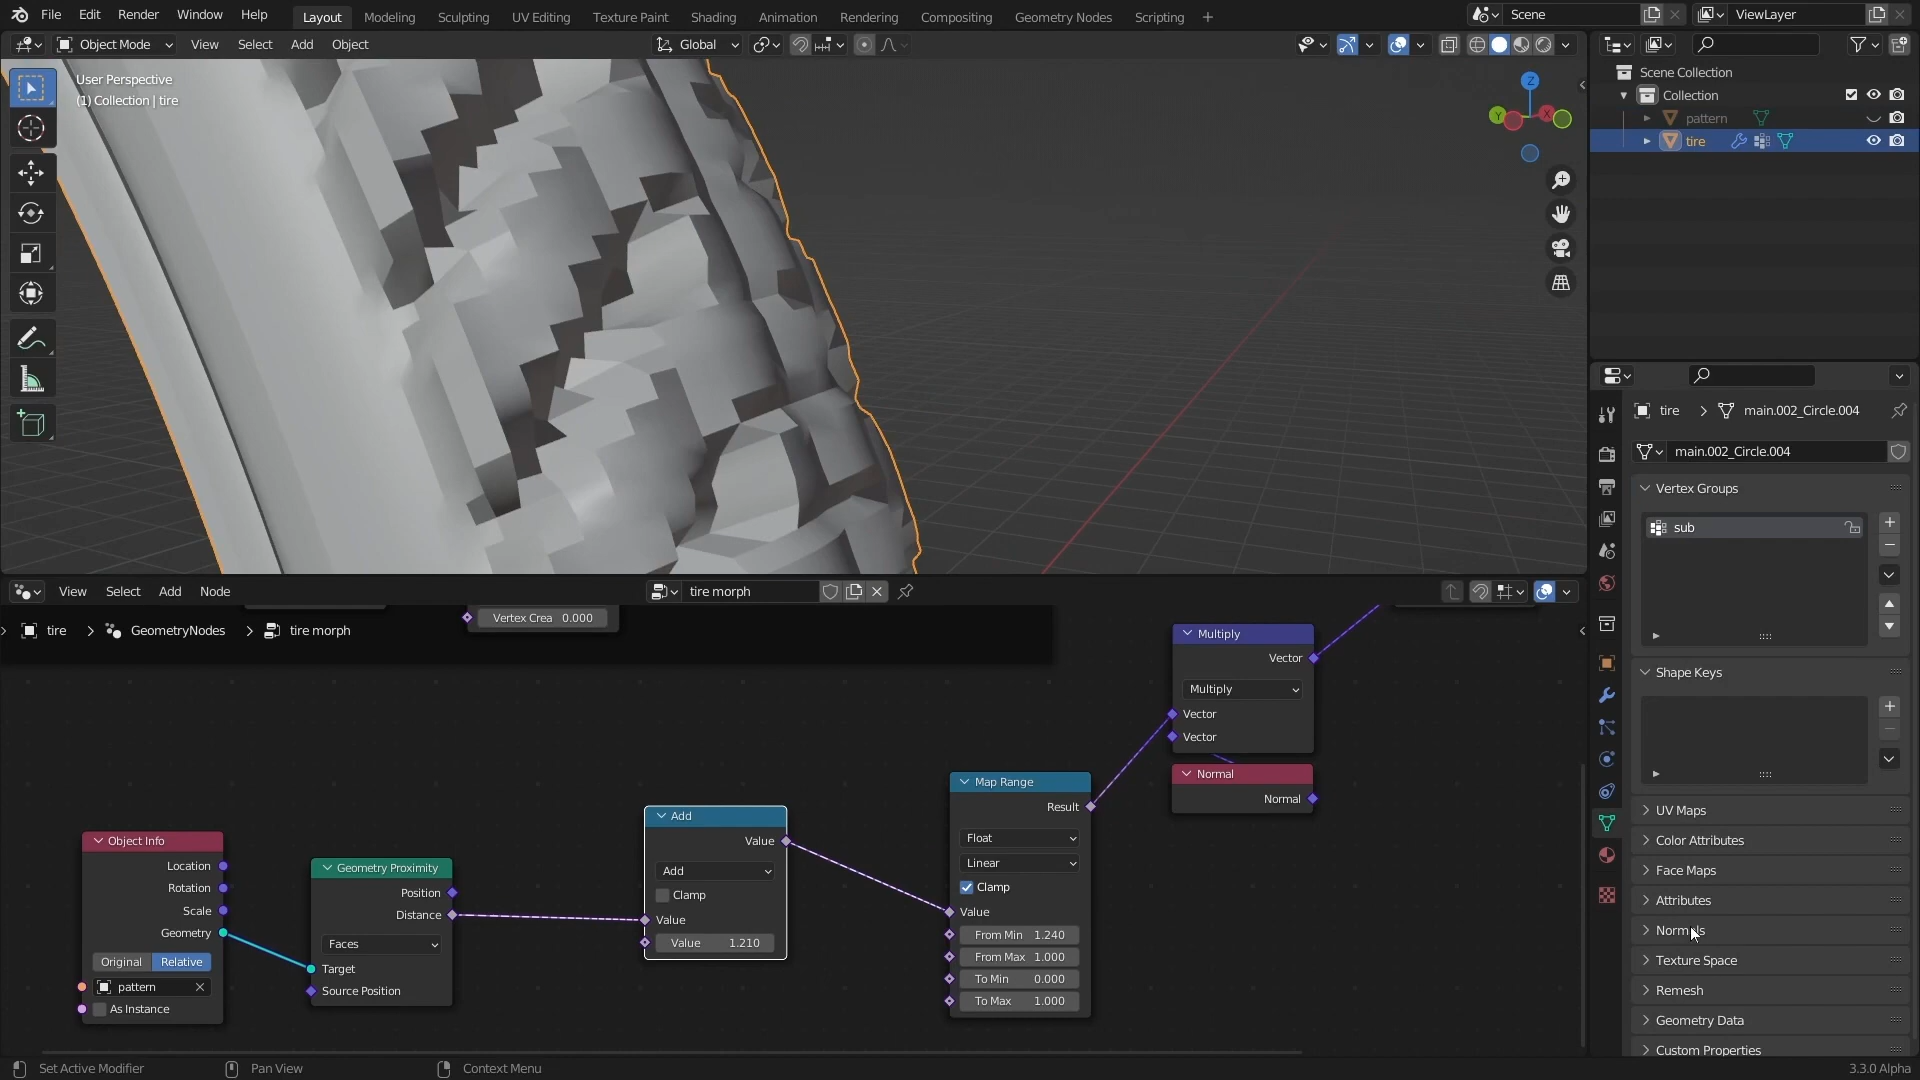 File Edit Render Window Help Layout Modeling Sculpting UV Editing Texture Paint Shading Animation Rendering Compositing Geometry Nodes Scripting + Scene ViewLayer
Object Mode View Select Add Object Global
User Perspective
(1) Collection | tire
Z
Y
X
Scene Collection
Collection
pattern
tire
tire > main.002_Circle.004
main.002_Circle.004
Vertex Groups
sub
Shape Keys
UV Maps
Color Attributes
Face Maps
Attributes
Normals
Texture Space
Remesh
Geometry Data
Custom Properties
View Select Add Node tire morph
tire > GeometryNodes > tire morph
Vertex Crea 0.000
Object Info
Location
Rotation
Scale
Geometry
Original Relative
pattern
As Instance
Geometry Proximity
Position
Distance
Faces
Target
Source Position
Add
Value
Add
Clamp
Value
Value 1.210
Map Range
Result
Float
Linear
Clamp
Value
From Min 1.240
From Max 1.000
To Min 0.000
To Max 1.000
Multiply
Vector
Multiply
Vector
Vector
Normal
Normal
Set Active Modifier Pan View Context Menu 3.3.0 Alpha